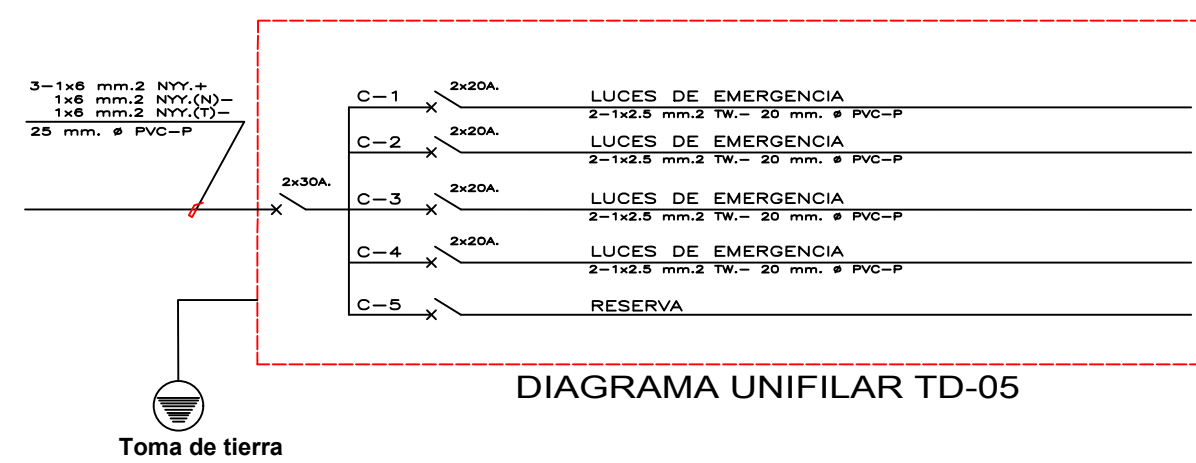 3-1x6 mm.2 NYY.+
1x6 mm.2 NYY.(N)-
1x6 mm.2 NYY.(T)-
25 mm. ø PVC-P
2x30A.
C-1 2x20A. LUCES DE EMERGENCIA
2-1x2.5 mm.2 TW.- 20 mm. ø PVC-P
C-2 2x20A. LUCES DE EMERGENCIA
2-1x2.5 mm.2 TW.- 20 mm. ø PVC-P
C-3 2x20A. LUCES DE EMERGENCIA
2-1x2.5 mm.2 TW.- 20 mm. ø PVC-P
C-4 2x20A. LUCES DE EMERGENCIA
2-1x2.5 mm.2 TW.- 20 mm. ø PVC-P
C-5 RESERVA
DIAGRAMA UNIFILAR TD-05
Toma de tierra